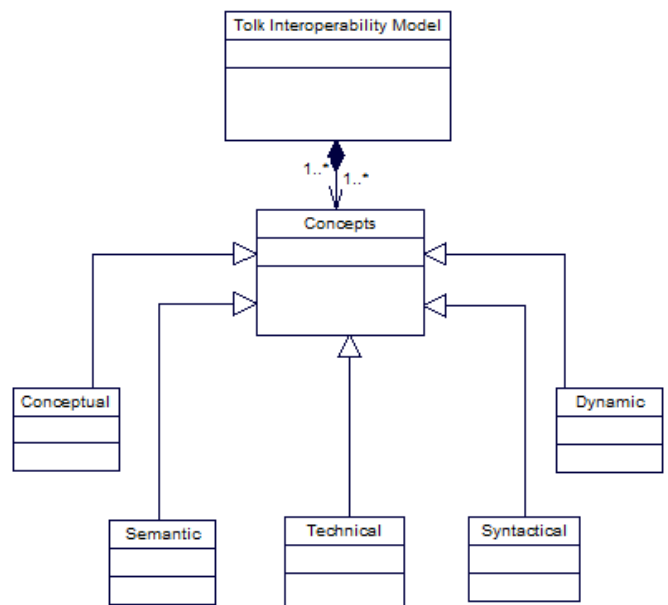 Tolk Interoperability Model
1..*
1..*
Concepts
Conceptual
Dynamic
Semantic
Technical
Syntactical